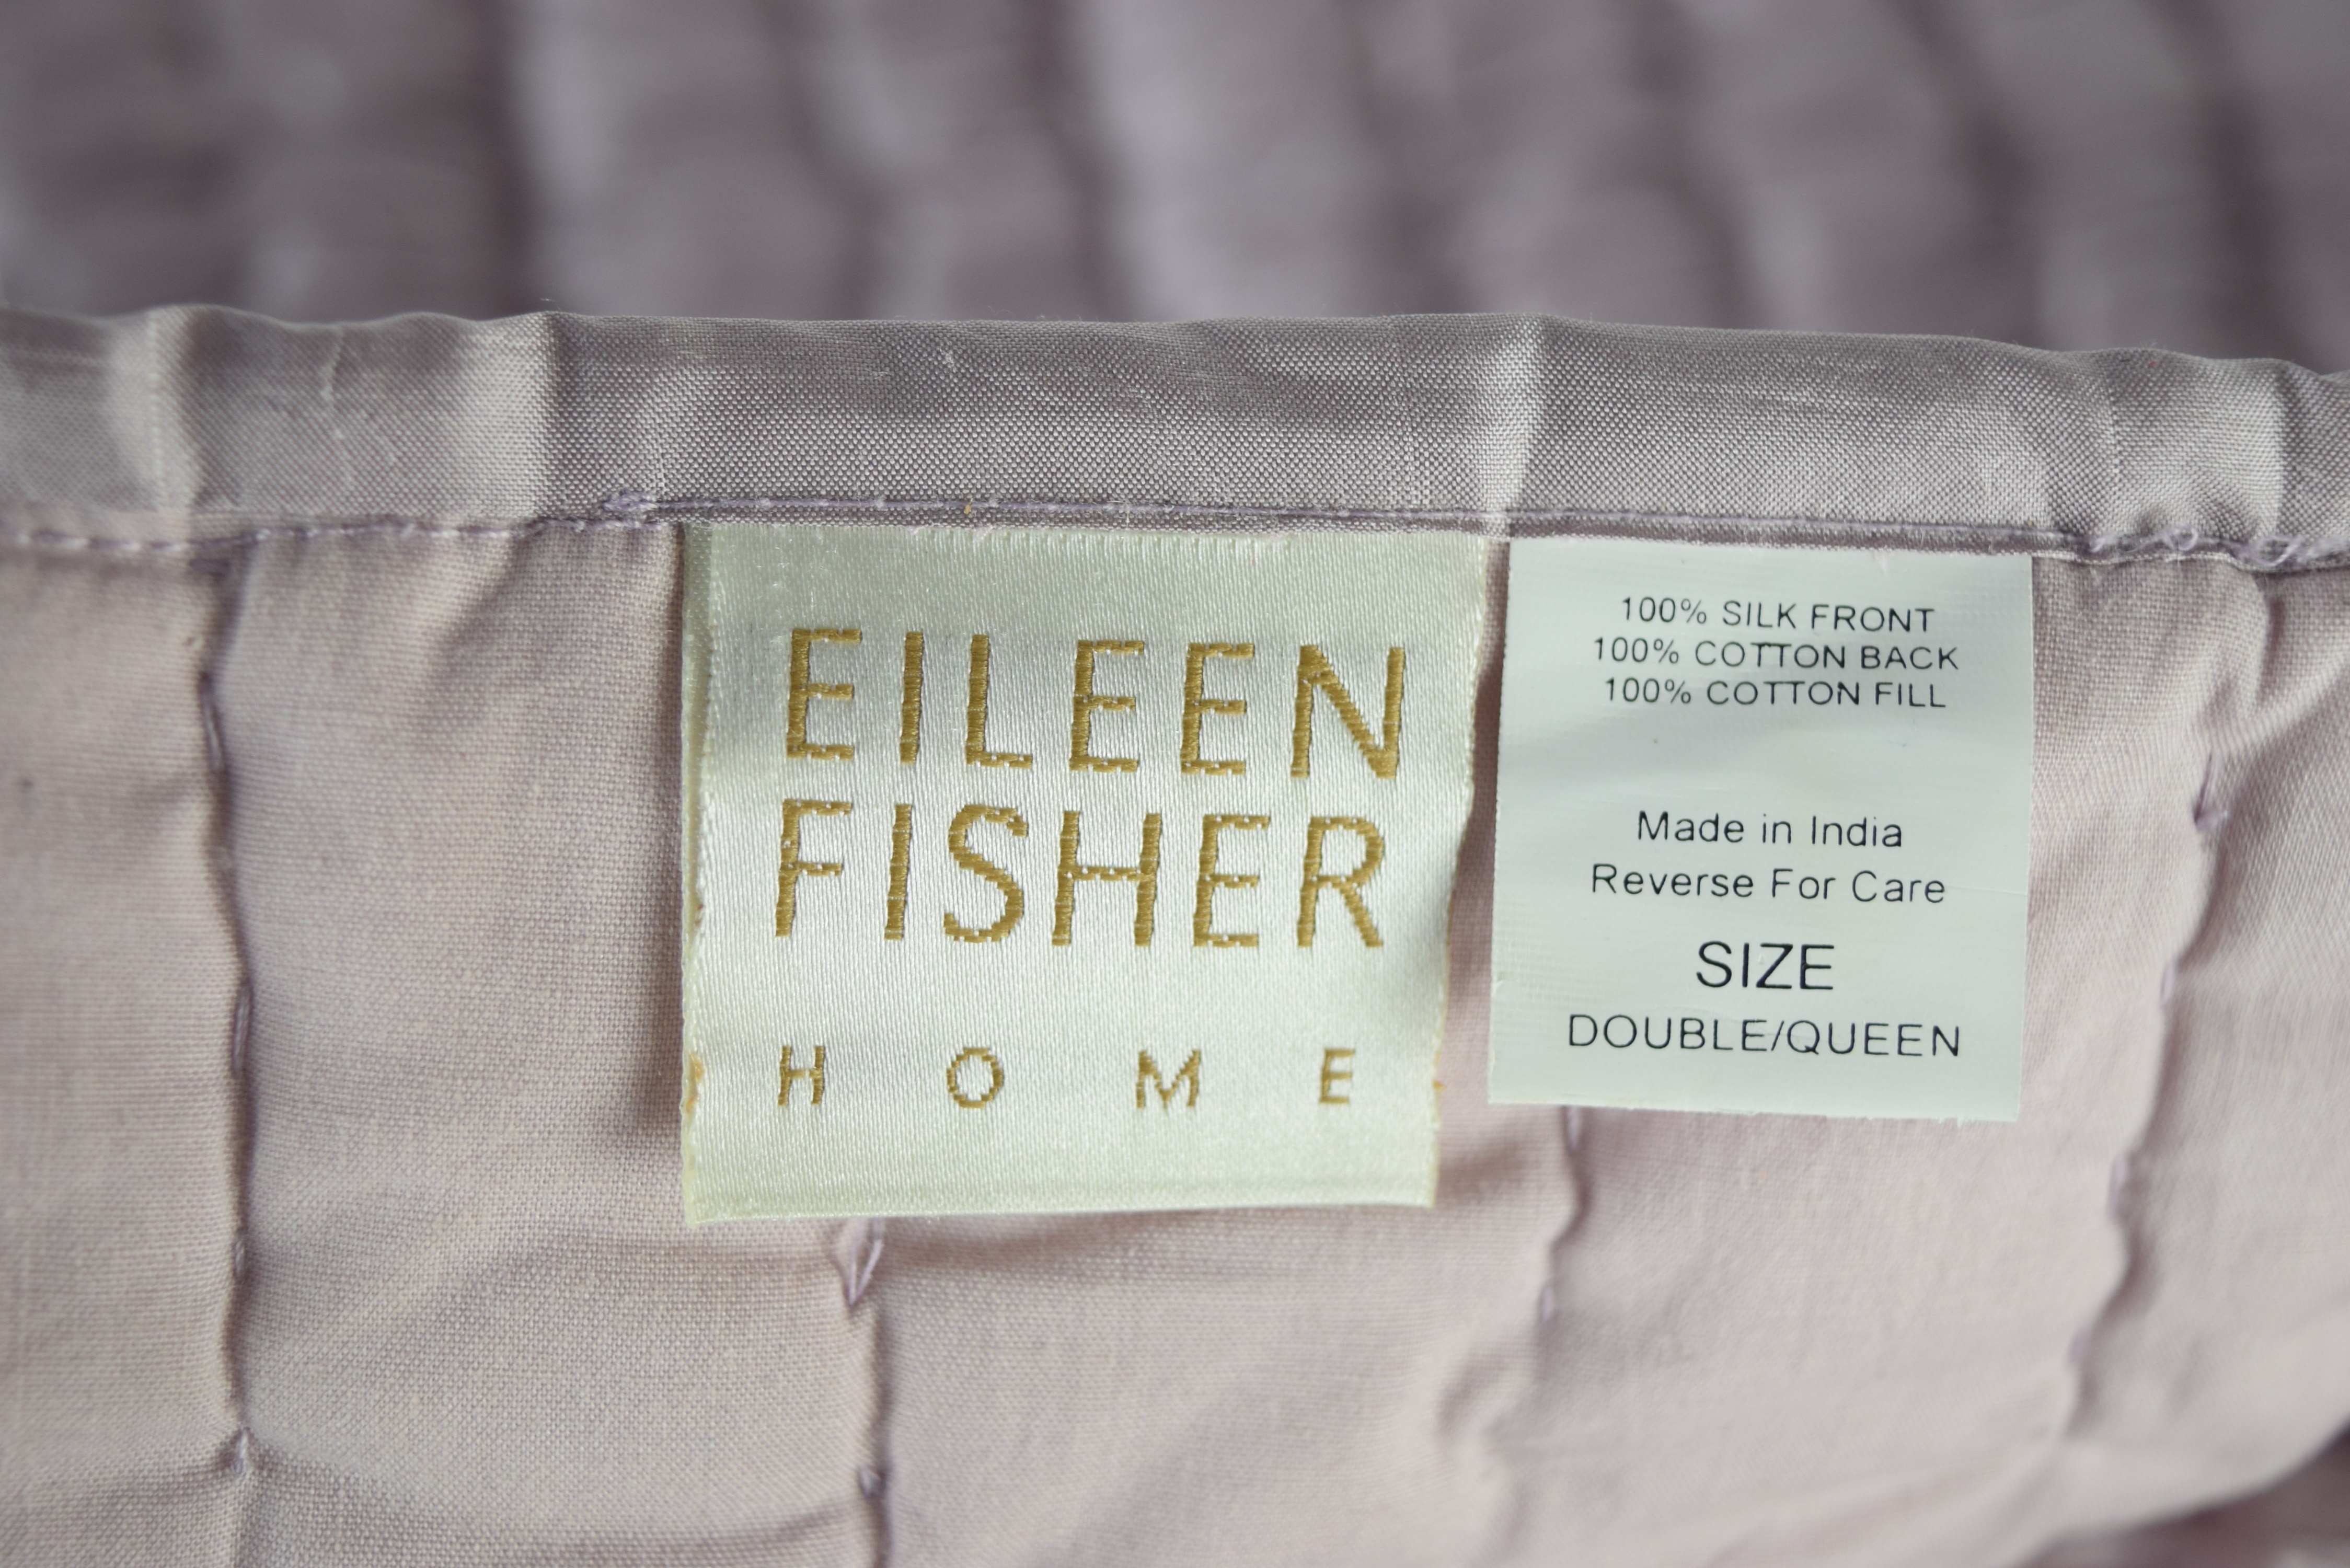 EILEEN
FISHER
HOME
100% SILK FRONT
100% COTTON BACK
100% COTTON FILL
Made in India
Reverse For Care
SIZE
DOUBLE/QUEEN